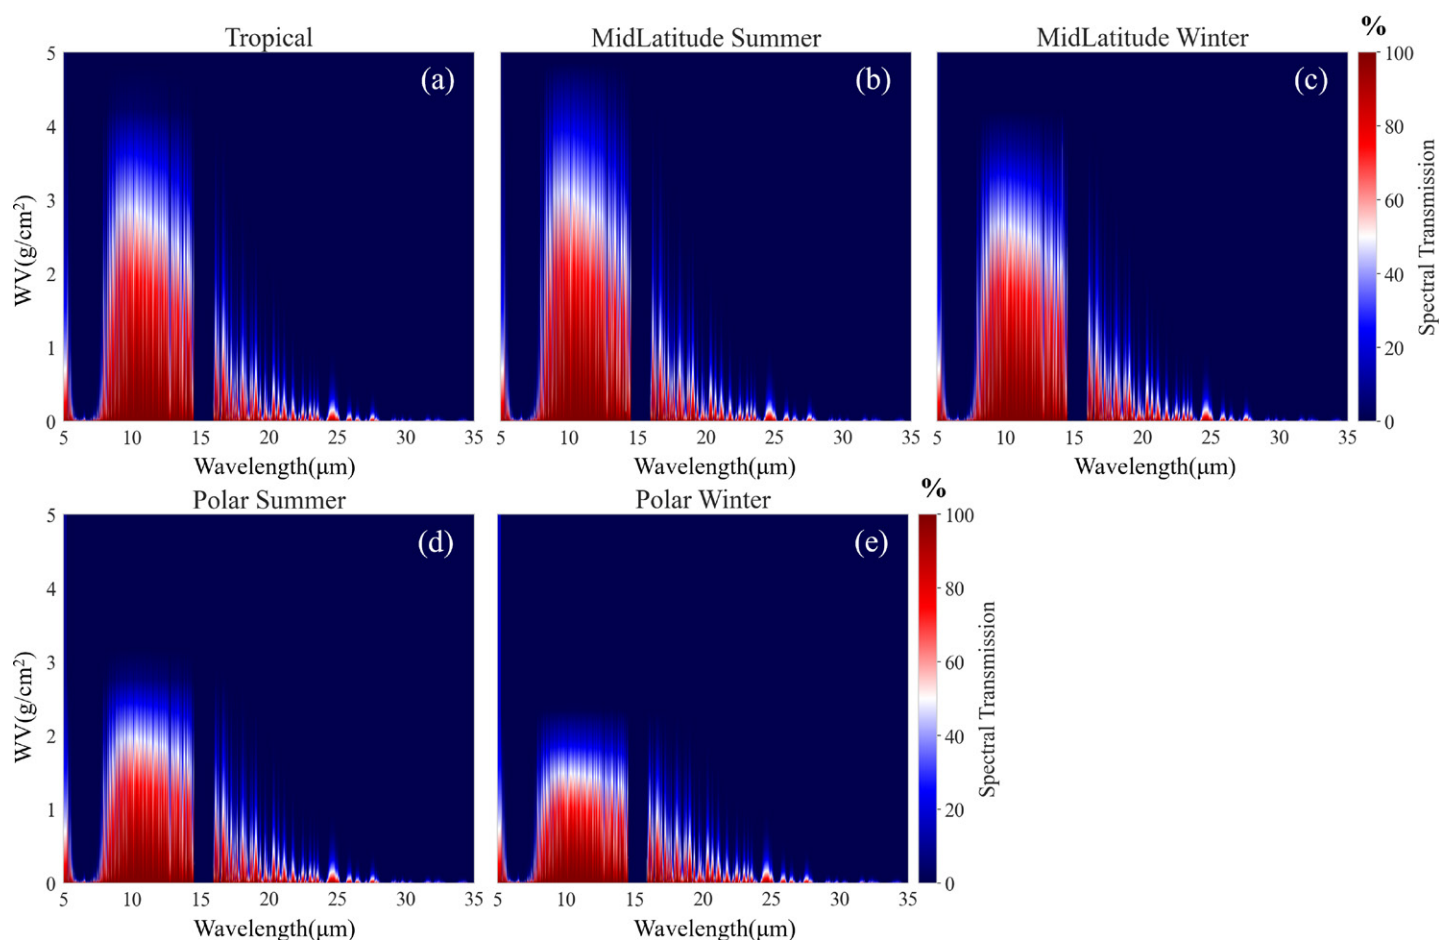 Tropical
MidLatitude Summer
MidLatitude Winter
%
(a)
(b)
(c)
5
4
3
2
1
0
WV(g/cm²)
5 10 15 20 25 30 35
5 10 15 20 25 30 35
5 10 15 20 25 30 35
Wavelength(μm)
Wavelength(μm)
Wavelength(μm)
100
80
60
40
20
0
Spectral Transmission
Polar Summer
Polar Winter
%
(d)
(e)
5
4
3
2
1
0
WV(g/cm²)
5 10 15 20 25 30 35
5 10 15 20 25 30 35
Wavelength(μm)
Wavelength(μm)
100
80
60
40
20
0
Spectral Transmission